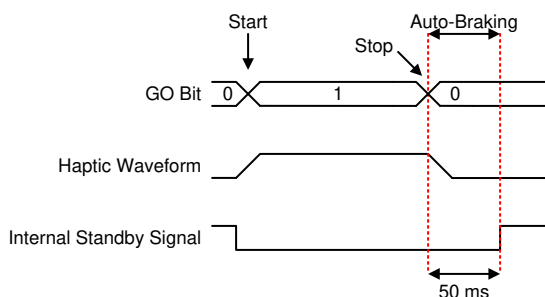 Start
Auto-Braking
Stop
GO Bit
0
1
0
Haptic Waveform
Internal Standby Signal
50 ms